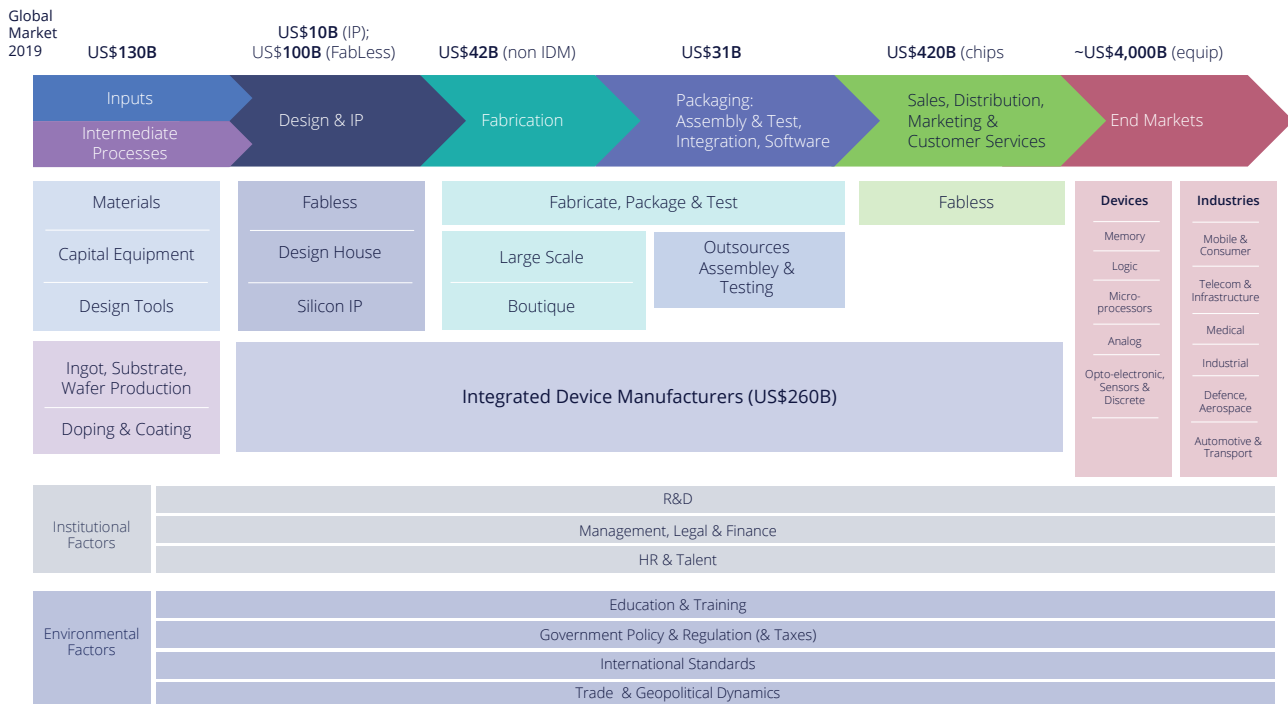 Global
Market
2019
US$130B
US$10B (IP);
US$100B (FabLess)
US$42B (non IDM)
US$31B
US$420B (chips
~US$4,000B (equip)
Inputs
Intermediate
Processes
Design & IP
Fabrication
Packaging:
Assembly & Test,
Integration, Software
Sales, Distribution,
Marketing &
Customer Services
End Markets
Materials
Capital Equipment
Design Tools
Fabless
Design House
Silicon IP
Fabricate, Package & Test
Large Scale
Boutique
Outsources
Assembley &
Testing
Fabless
Devices
Memory
Logic
Micro-
processors
Analog
Opto-electronic,
Sensors &
Discrete
Industries
Mobile &
Consumer
Telecom &
Infrastructure
Medical
Industrial
Defence,
Aerospace
Automotive &
Transport
Ingot, Substrate,
Wafer Production
Doping & Coating
Integrated Device Manufacturers (US$260B)
Institutional
Factors
R&D
Management, Legal & Finance
HR & Talent
Environmental
Factors
Education & Training
Government Policy & Regulation (& Taxes)
International Standards
Trade & Geopolitical Dynamics